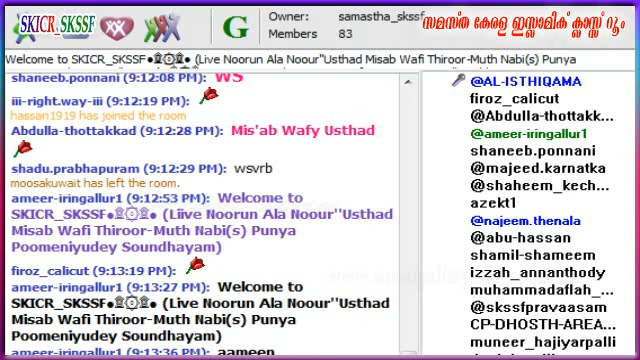 SKICR_SKSSF
G
Owner: samastha_skssf
Members 83
സമസ്ത കേരള ഇസ്ലാമിക് ക്ലാസ്സ് റൂം
Welcome to SKICR_SKSSF●۩۞۩● (Live Noorun Ala Noour"Usthad Misab Wafi Thiroor-Muth Nabi(s) Punya
shaneeb.ponnani (9:12:08 PM): WS
iii-right.way-iii (9:12:19 PM):
hassan1919 has joined the room
Abdulla-thottakkad (9:12:28 PM): Mis'ab Wafy Usthad
shadu.prabhapuram (9:12:29 PM): wsvrb
moosakuwait has left the room.
ameer-iringallur1 (9:12:53 PM): Welcome to
SKICR_SKSSF●۩۞۩● (Liive Noorun Ala Noour''Usthad
Misab Wafi Thiroor-Muth Nabi(s) Punya
Poomeniyudey Soundhayam)
firoz_calicut (9:13:19 PM):
ameer-iringallur1 (9:13:27 PM): Welcome to
SKICR_SKSSF●۩۞۩● (Live Noorun Ala Noour''Usthad
Misab Wafi Thiroor-Muth Nabi(s) Punya
Poomeniyudey Soundhayam)
ameer-iringallur1 (9:13:36 PM): aameen
@AL-ISTHIQAMA
firoz_calicut
@Abdulla-thottakk...
@ameer-iringallur1
shaneeb.ponnani
@majeed.karnatka
@shaheem_kech...
azekt1
@najeem.thenala
@abu-hassan
shamil-shameem
izzah_annanthody
muhammadaflah_...
@skssfpravaasam
CP-DHOSTH-AREA...
muneer_hajiyarpalli